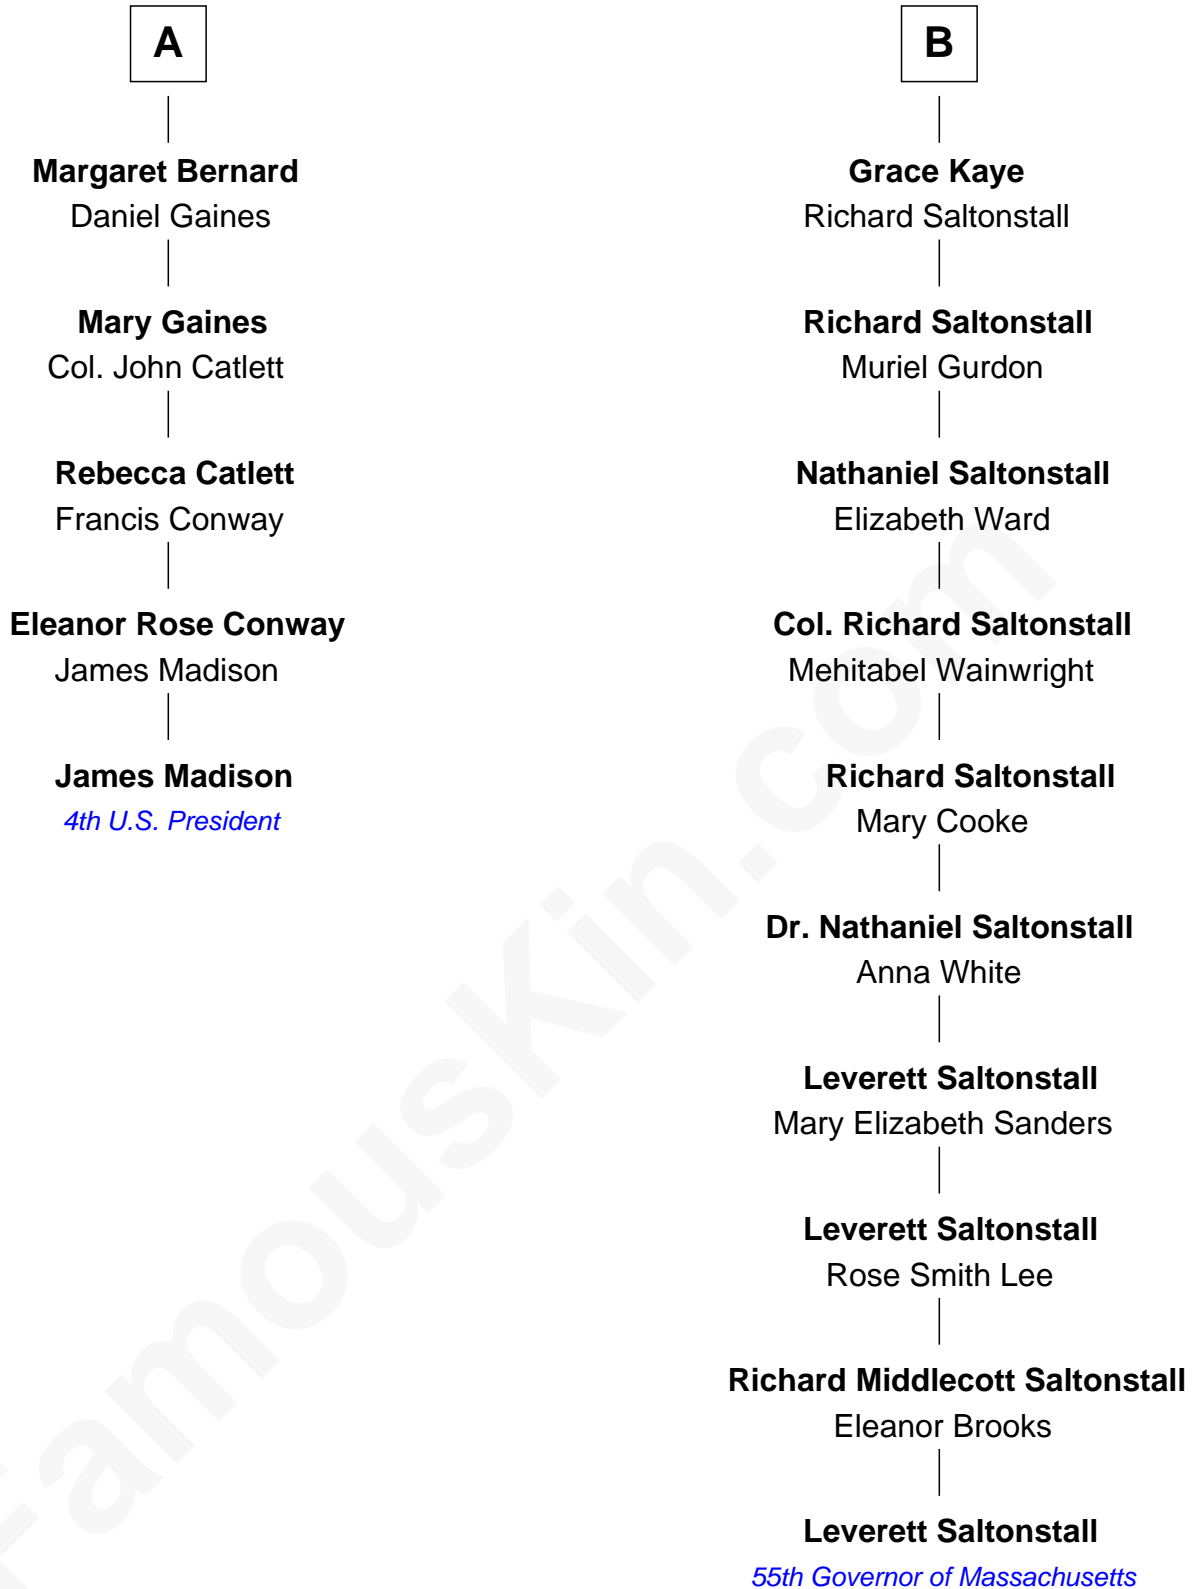 A
Margaret Bernard
Daniel Gaines
Mary Gaines
Col. John Catlett
Rebecca Catlett
Francis Conway
Eleanor Rose Conway
James Madison
James Madison
4th U.S. President
B
Grace Kaye
Richard Saltonstall
Richard Saltonstall
Muriel Gurdon
Nathaniel Saltonstall
Elizabeth Ward
Col. Richard Saltonstall
Mehitabel Wainwright
Richard Saltonstall
Mary Cooke
Dr. Nathaniel Saltonstall
Anna White
Leverett Saltonstall
Mary Elizabeth Sanders
Leverett Saltonstall
Rose Smith Lee
Richard Middlecott Saltonstall
Eleanor Brooks
Leverett Saltonstall
55th Governor of Massachusetts
FamousKin.com